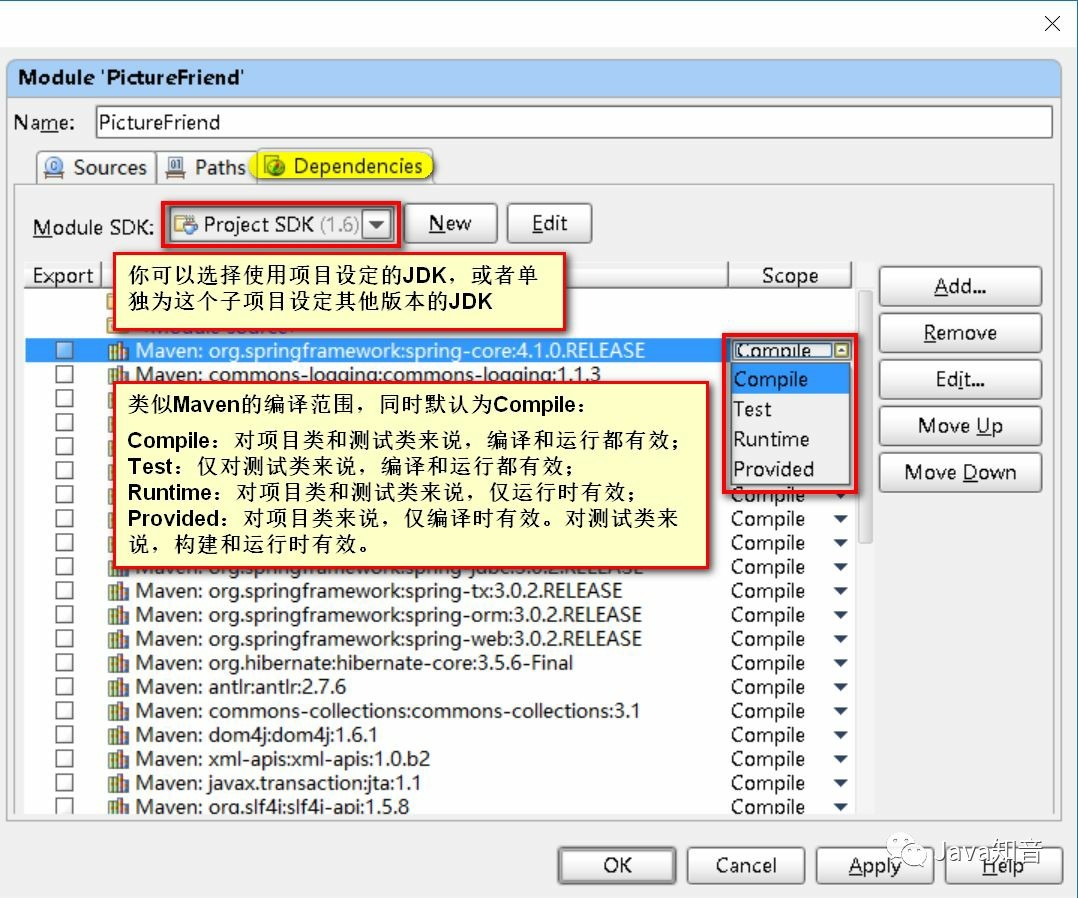 Module 'PictureFriend'
Name: PictureFriend
Sources Paths Dependencies
Module SDK: Project SDK (1.6) New Edit
Export Scope
你可以选择使用项目设定的JDK，或者单
独为这个子项目设定其他版本的JDK
Add...
Remove
Edit...
Move Up
Move Down
Maven: org.springframework:spring-core:4.1.0.RELEASE Compile
Maven: commons-logging:commons-logging:1.1.3
Compile
Test
Runtime
Provided
类似Maven的编译范围，同时默认为Compile：
Compile：对项目类和测试类来说，编译和运行都有效；
Test：仅对测试类来说，编译和运行都有效；
Runtime：对项目类和测试类来说，仅运行时有效；
Provided：对项目类来说，仅编译时有效。对测试类来
说，构建和运行时有效。
Compile
Compile
Compile
Maven: org.springframework:spring-jdbc:3.0.2.RELEASE Compile
Maven: org.springframework:spring-tx:3.0.2.RELEASE Compile
Maven: org.springframework:spring-orm:3.0.2.RELEASE Compile
Maven: org.springframework:spring-web:3.0.2.RELEASE Compile
Maven: org.hibernate:hibernate-core:3.5.6-Final Compile
Maven: antlr:antlr:2.7.6 Compile
Maven: commons-collections:commons-collections:3.1 Compile
Maven: dom4j:dom4j:1.6.1 Compile
Maven: xml-apis:xml-apis:1.0.b2 Compile
Maven: javax.transaction:jta:1.1 Compile
Maven: org.slf4j:slf4j-api:1.5.8 Compile
Java知音
OK Cancel Apply Help